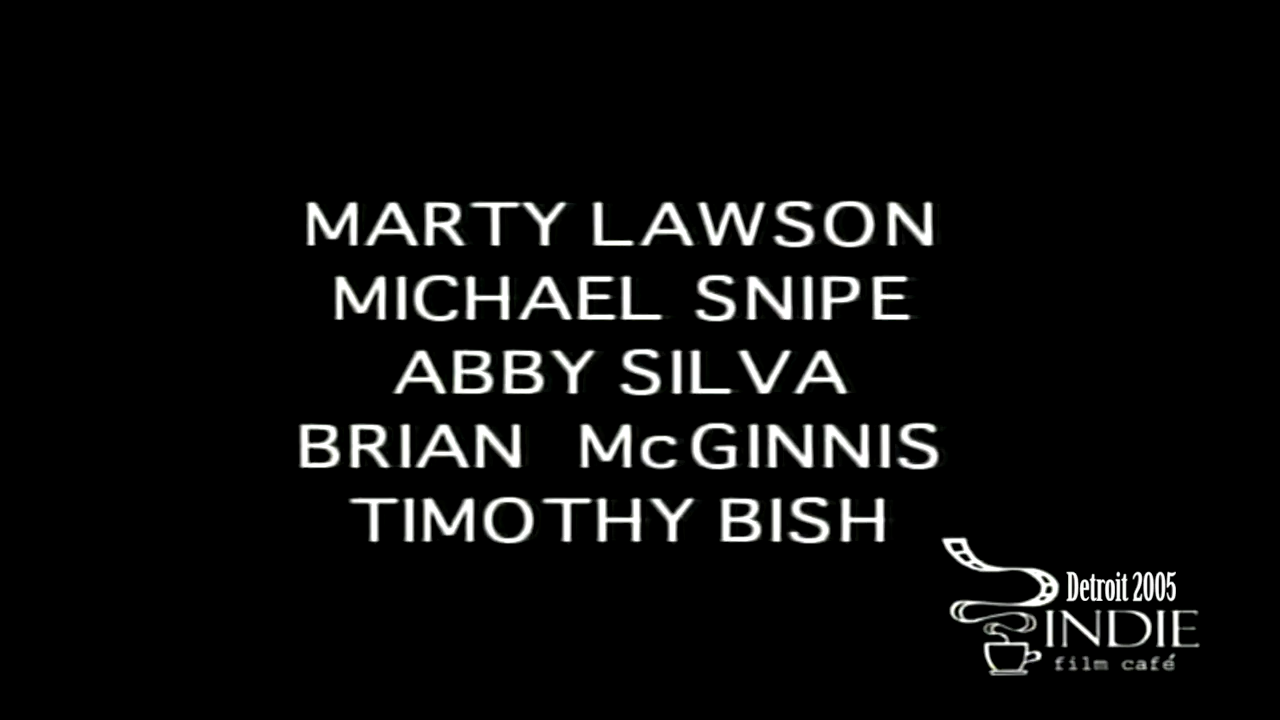 MARTY LAWSON
MICHAEL SNIPE
ABBY SILVA
BRIAN McGINNIS
TIMOTHY BISH
Detroit 2005
INDIE
film café